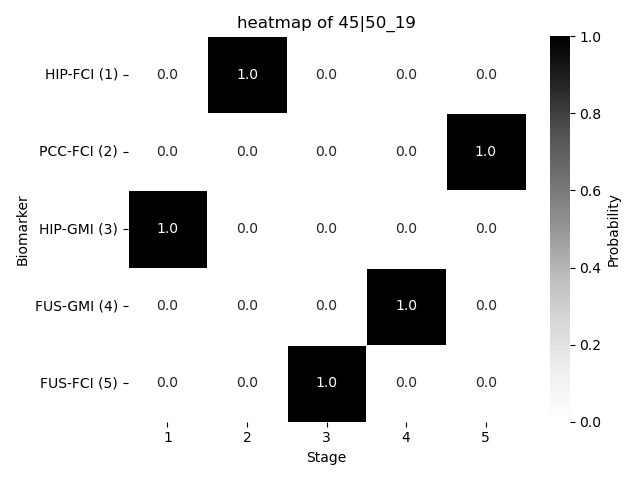 heatmap of 45|50_19
HIP-FCI (1) 0.0 1.0 0.0 0.0 0.0
PCC-FCI (2) 0.0 0.0 0.0 0.0 1.0
HIP-GMI (3) 1.0 0.0 0.0 0.0 0.0
FUS-GMI (4) 0.0 0.0 0.0 1.0 0.0
FUS-FCI (5) 0.0 0.0 1.0 0.0 0.0
1 2 3 4 5
Stage
Biomarker
1.0
0.8
0.6
0.4
0.2
0.0
Probability